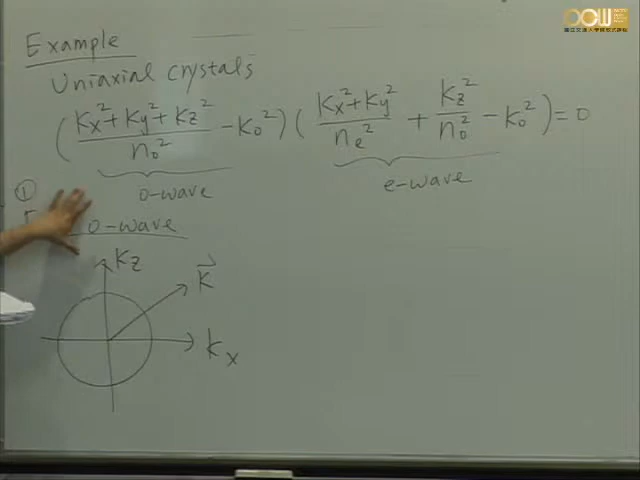 Example
Uniaxial crystals
( (kx² + ky² + kz²) / n₀² − k₀² ) ( (kx² + ky²) / nₑ² + kz² / n₀² − k₀² ) = 0
o-wave
e-wave
①
o-wave
kz
k⃗
kx
OCW